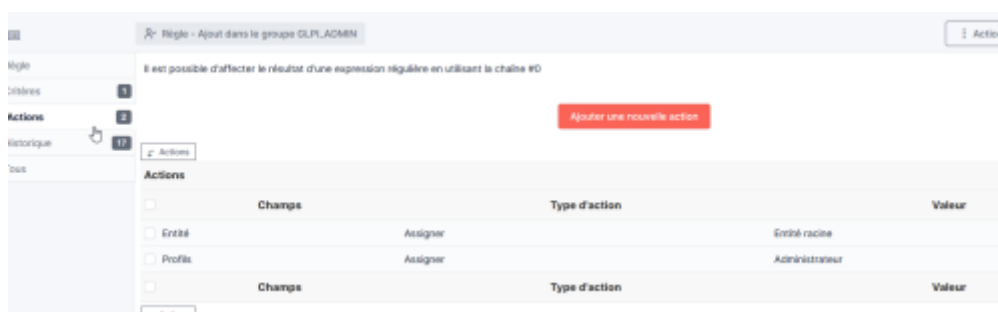 Règle - Ajout dans le groupe GLPI_ADMIN
Actio
Règle
Il est possible d'affecter le résultat d'une expression régulière en utilisant la chaîne #0
Critères 1
Actions 2
Ajouter une nouvelle action
Historique 17
Actions
Tous
Actions
Champs Type d'action Valeur
Entité Assigner Entité racine
Profils Assigner Administrateur
Champs Type d'action Valeur